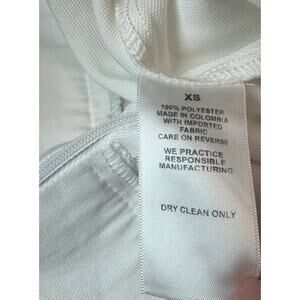 XS
100% POLYESTER
MADE IN COLOMBIA
WITH IMPORTED
FABRIC
CARE ON REVERSE
WE PRACTICE
RESPONSIBLE
MANUFACTURING
DRY CLEAN ONLY